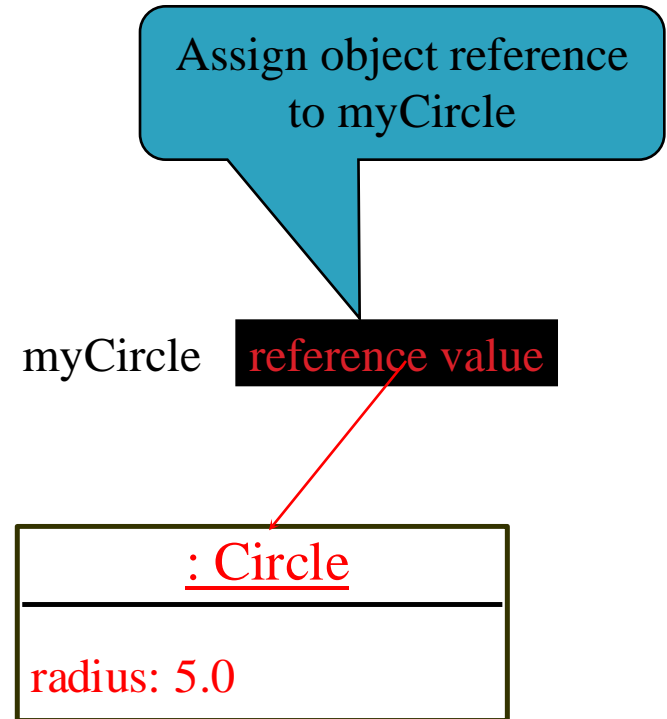 Assign object reference
to myCircle
myCircle reference value
: Circle
radius: 5.0